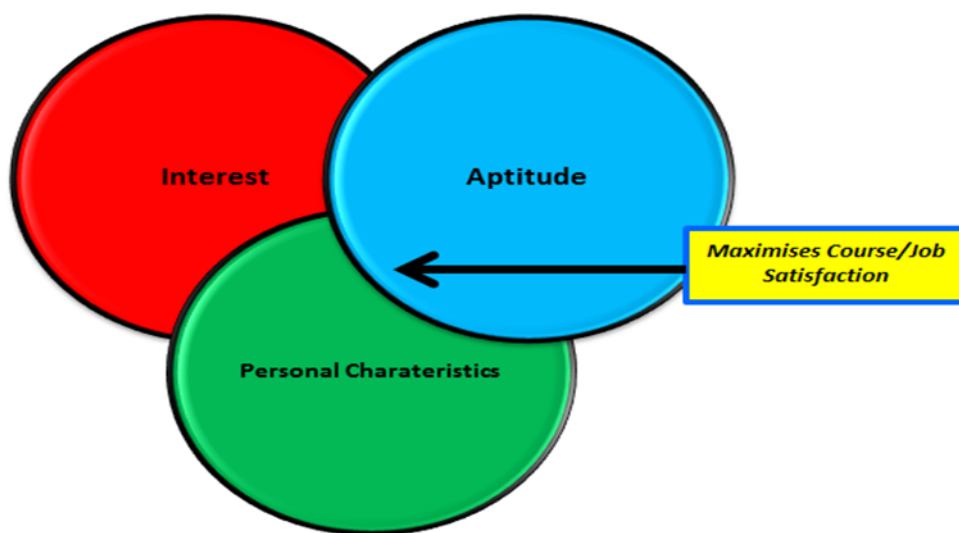 Interest
Aptitude
Maximises Course/Job
Satisfaction
Personal Charateristics